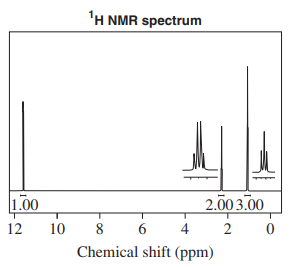 ¹H NMR spectrum
1.00 2.00 3.00
12 10 8 6 4 2 0
Chemical shift (ppm)